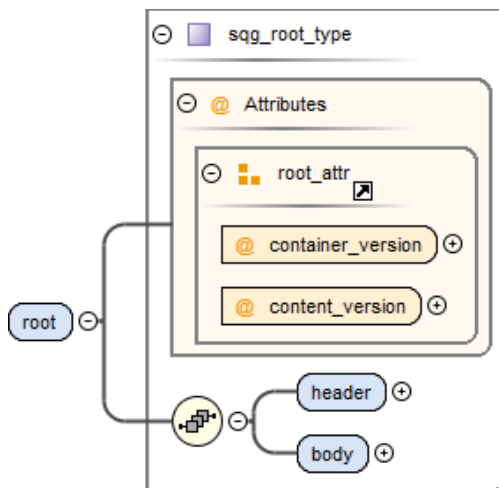 sqg_root_type
@ Attributes
root_attr
@ container_version
@ content_version
root
header
body